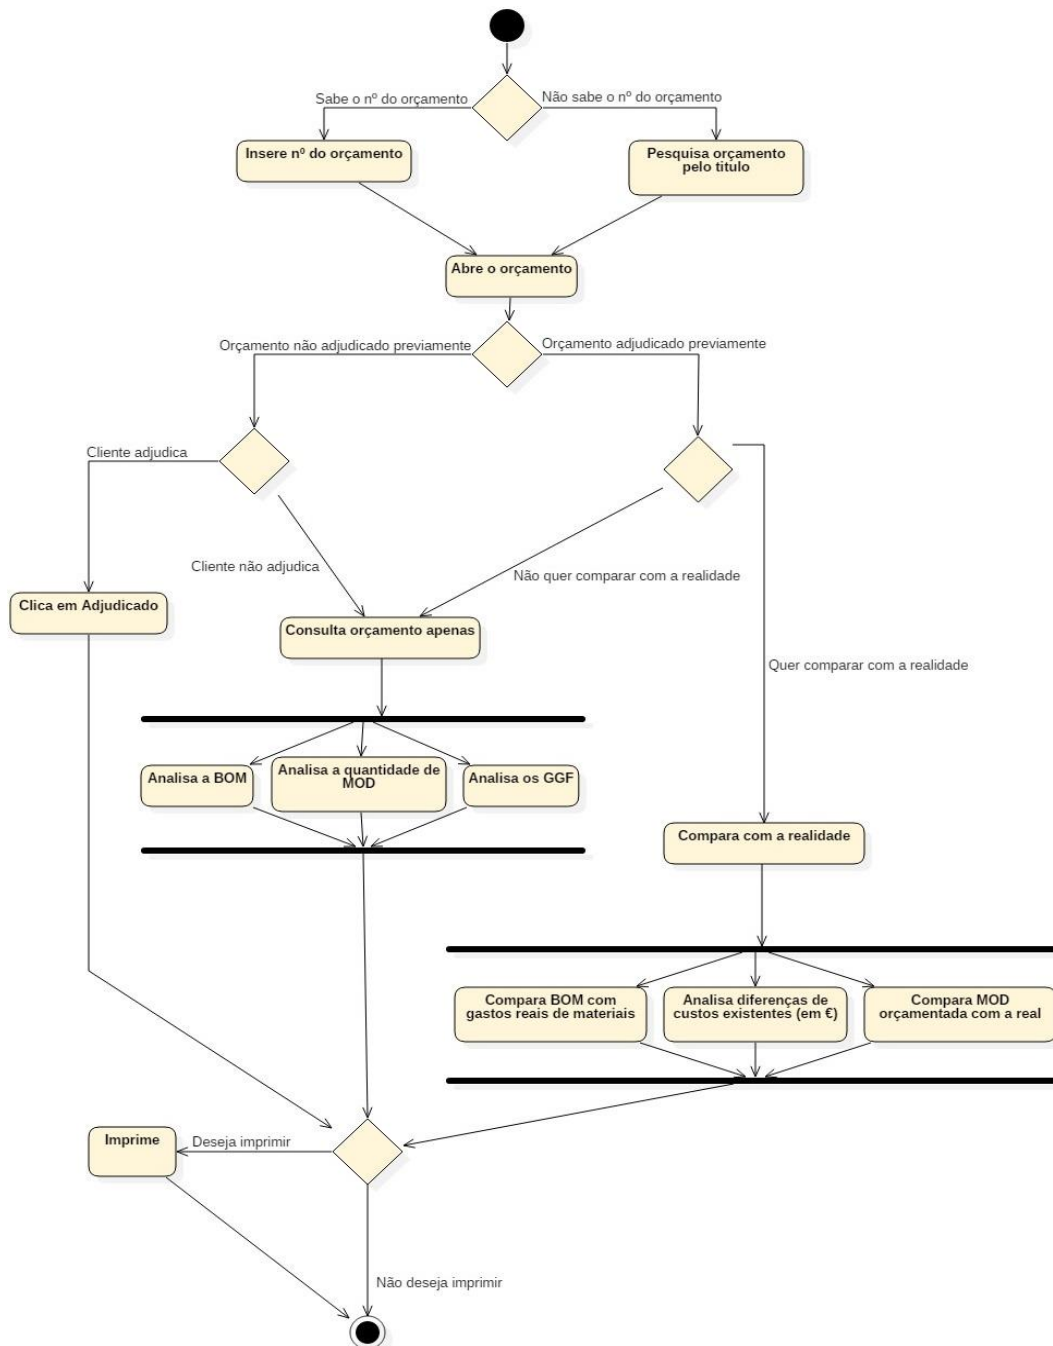 Sabe o nº do orçamento
Não sabe o nº do orçamento
Insere nº do orçamento
Pesquisa orçamento
pelo titulo
Abre o orçamento
Orçamento não adjudicado previamente
Orçamento adjudicado previamente
Cliente adjudica
Cliente não adjudica
Não quer comparar com a realidade
Clica em Adjudicado
Consulta orçamento apenas
Quer comparar com a realidade
Analisa a BOM
Analisa a quantidade de
MOD
Analisa os GGF
Compara com a realidade
Compara BOM com
gastos reais de materiais
Analisa diferenças de
custos existentes (em €)
Compara MOD
orçamentada com a real
Imprime
Deseja imprimir
Não deseja imprimir